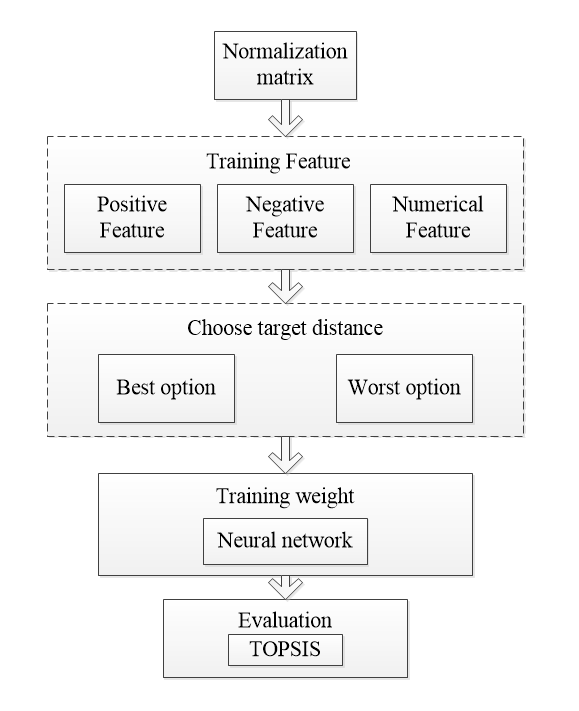 Normalization
matrix
Training Feature
Positive
Feature
Negative
Feature
Numerical
Feature
Choose target distance
Best option
Worst option
Training weight
Neural network
Evaluation
TOPSIS